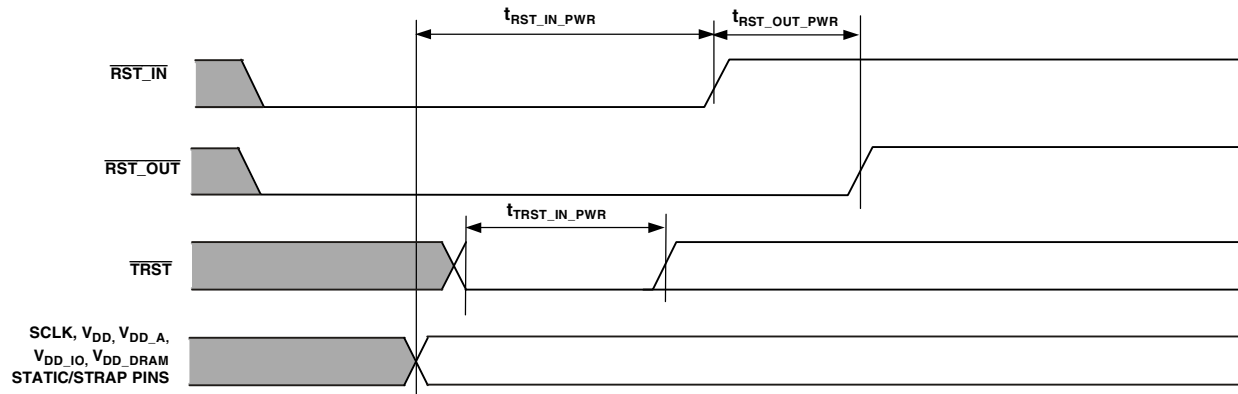 tRST_IN_PWR
tRST_OUT_PWR
RST_IN
RST_OUT
tTRST_IN_PWR
TRST
SCLK, VDD, VDD_A,
VDD_IO, VDD_DRAM
STATIC/STRAP PINS